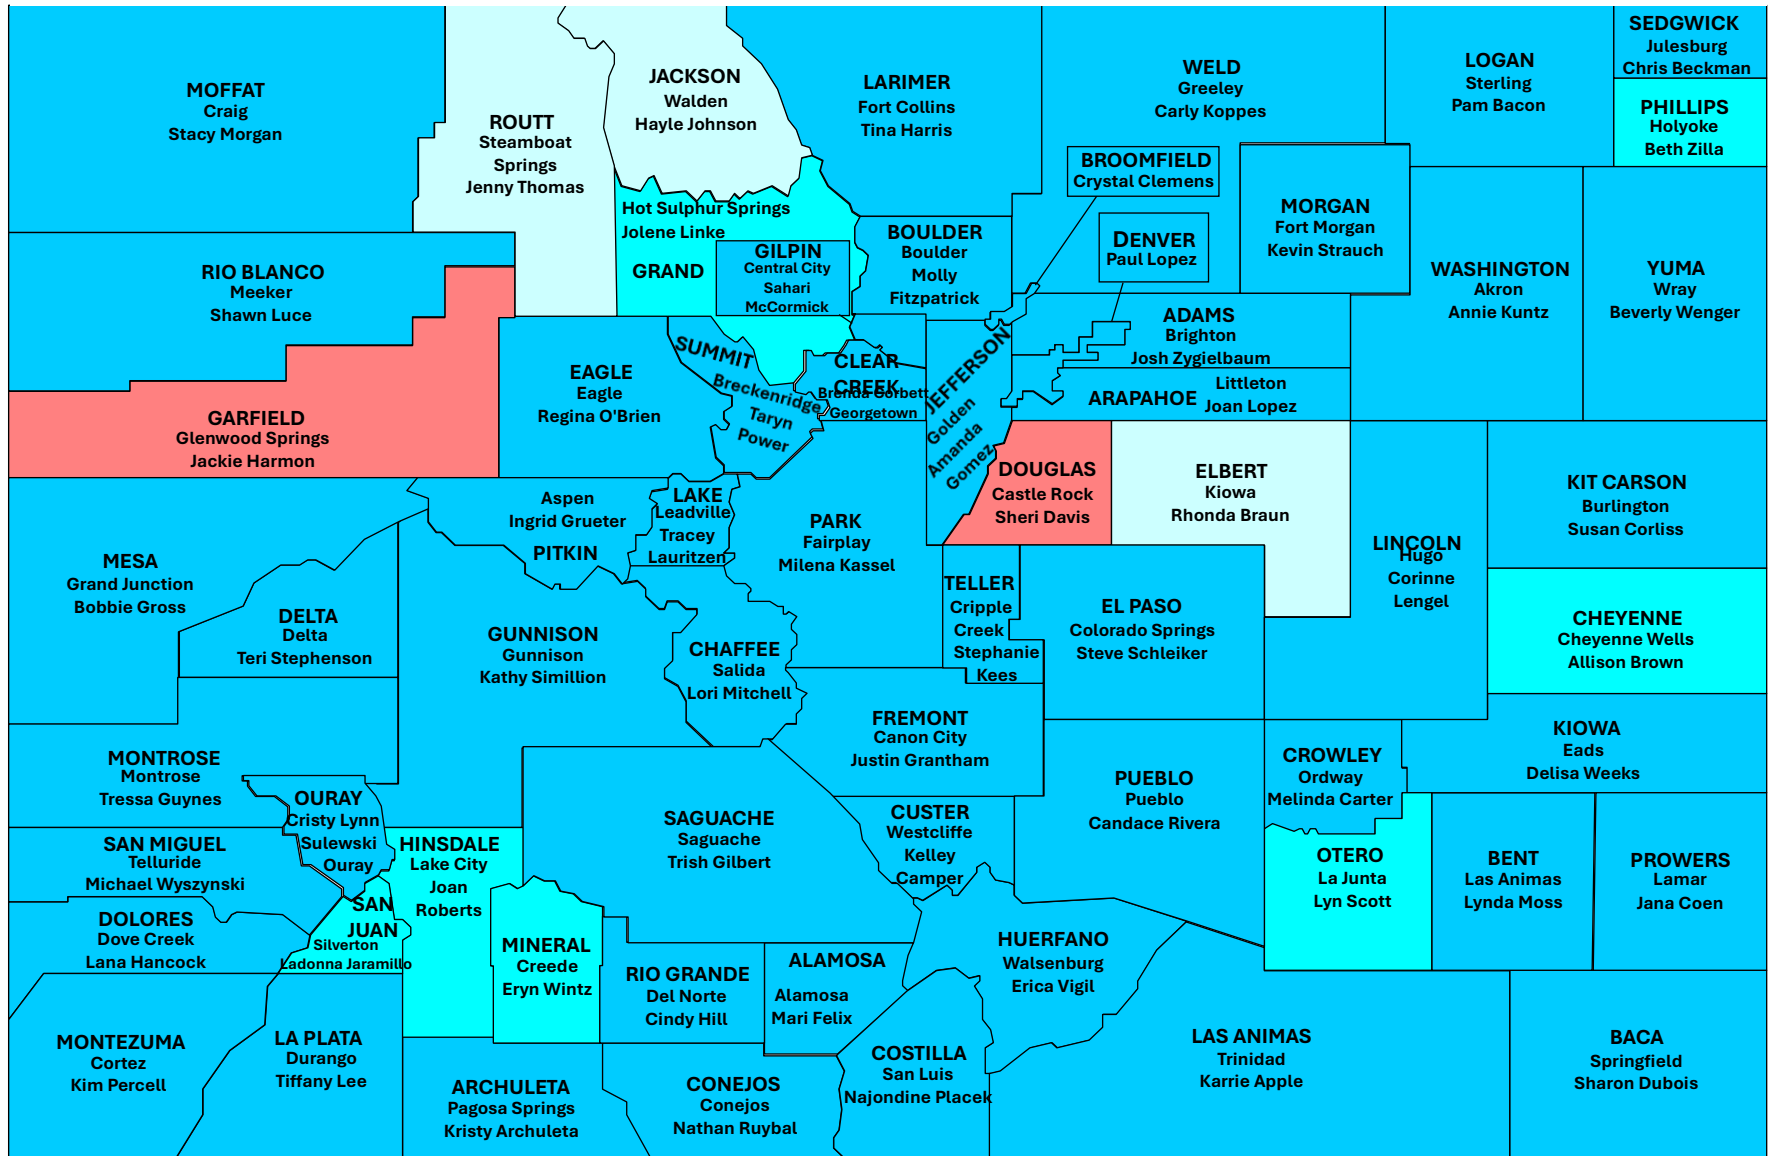 MOFFAT
Craig
Stacy Morgan
ROUTT
Steamboat
Springs
Jenny Thomas
JACKSON
Walden
Hayle Johnson
LARIMER
Fort Collins
Tina Harris
WELD
Greeley
Carly Koppes
LOGAN
Sterling
Pam Bacon
SEDGWICK
Julesburg
Chris Beckman
PHILLIPS
Holyoke
Beth Zilla
RIO BLANCO
Meeker
Shawn Luce
Hot Sulphur Springs
Jolene Linke
GRAND
GILPIN
Central City
Sahari
McCormick
BOULDER
Boulder
Molly
Fitzpatrick
BROOMFIELD
Crystal Clemens
DENVER
Paul Lopez
MORGAN
Fort Morgan
Kevin Strauch
WASHINGTON
Akron
Annie Kuntz
YUMA
Wray
Beverly Wenger
GARFIELD
Glenwood Springs
Jackie Harmon
EAGLE
Eagle
Regina O'Brien
SUMMIT
Breckenridge
Taryn
Power
CLEAR
CREEK
Brenda Corbett
Georgetown
JEFFERSON
Golden
Amanda
Gomez
ADAMS
Brighton
Josh Zygielbaum
ARAPAHOE
Littleton
Joan Lopez
DOUGLAS
Castle Rock
Sheri Davis
ELBERT
Kiowa
Rhonda Braun
KIT CARSON
Burlington
Susan Corliss
MESA
Grand Junction
Bobbie Gross
Aspen
Ingrid Grueter
PITKIN
LAKE
Leadville
Tracey
Lauritzen
PARK
Fairplay
Milena Kassel
LINCOLN
Hugo
Corinne
Lengel
DELTA
Delta
Teri Stephenson
GUNNISON
Gunnison
Kathy Simillion
CHAFFEE
Salida
Lori Mitchell
TELLER
Cripple
Creek
Stephanie
Kees
EL PASO
Colorado Springs
Steve Schleiker
CHEYENNE
Cheyenne Wells
Allison Brown
MONTROSE
Montrose
Tressa Guynes
FREMONT
Canon City
Justin Grantham
CROWLEY
Ordway
Melinda Carter
KIOWA
Eads
Delisa Weeks
OURAY
Cristy Lynn
Sulewski
Ouray
SAGUACHE
Saguache
Trish Gilbert
CUSTER
Westcliffe
Kelley
Camper
PUEBLO
Pueblo
Candace Rivera
SAN MIGUEL
Telluride
Michael Wyszynski
HINSDALE
Lake City
Joan
Roberts
OTERO
La Junta
Lyn Scott
BENT
Las Animas
Lynda Moss
PROWERS
Lamar
Jana Coen
DOLORES
Dove Creek
Lana Hancock
SAN
JUAN
Silverton
Ladonna Jaramillo
MINERAL
Creede
Eryn Wintz
RIO GRANDE
Del Norte
Cindy Hill
ALAMOSA
Alamosa
Mari Felix
HUERFANO
Walsenburg
Erica Vigil
MONTEZUMA
Cortez
Kim Percell
LA PLATA
Durango
Tiffany Lee
ARCHULETA
Pagosa Springs
Kristy Archuleta
CONEJOS
Conejos
Nathan Ruybal
COSTILLA
San Luis
Najondine Placek
LAS ANIMAS
Trinidad
Karrie Apple
BACA
Springfield
Sharon Dubois